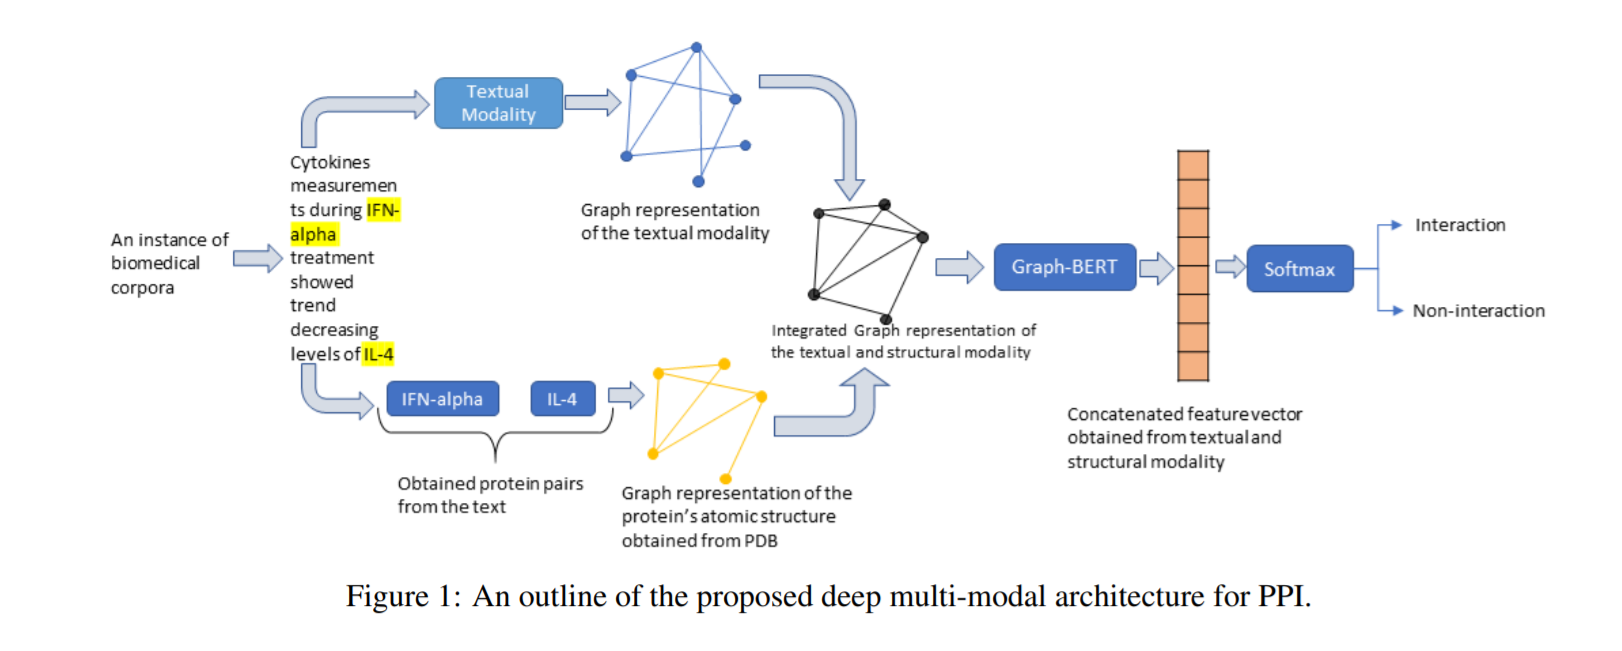 An instance of
biomedical
corpora
Cytokines
measuremen
ts during IFN-
alpha
treatment
showed
trend
decreasing
levels of IL-4
Textual
Modality
Graph representation
of the textual modality
IFN-alpha
IL-4
Obtained protein pairs
from the text
Graph representation of the
protein's atomic structure
obtained from PDB
Integrated Graph representation of
the textual and structural modality
Graph-BERT
Concatenated feature vector
obtained from textual and
structural modality
Softmax
Interaction
Non-interaction
Figure 1: An outline of the proposed deep multi-modal architecture for PPI.